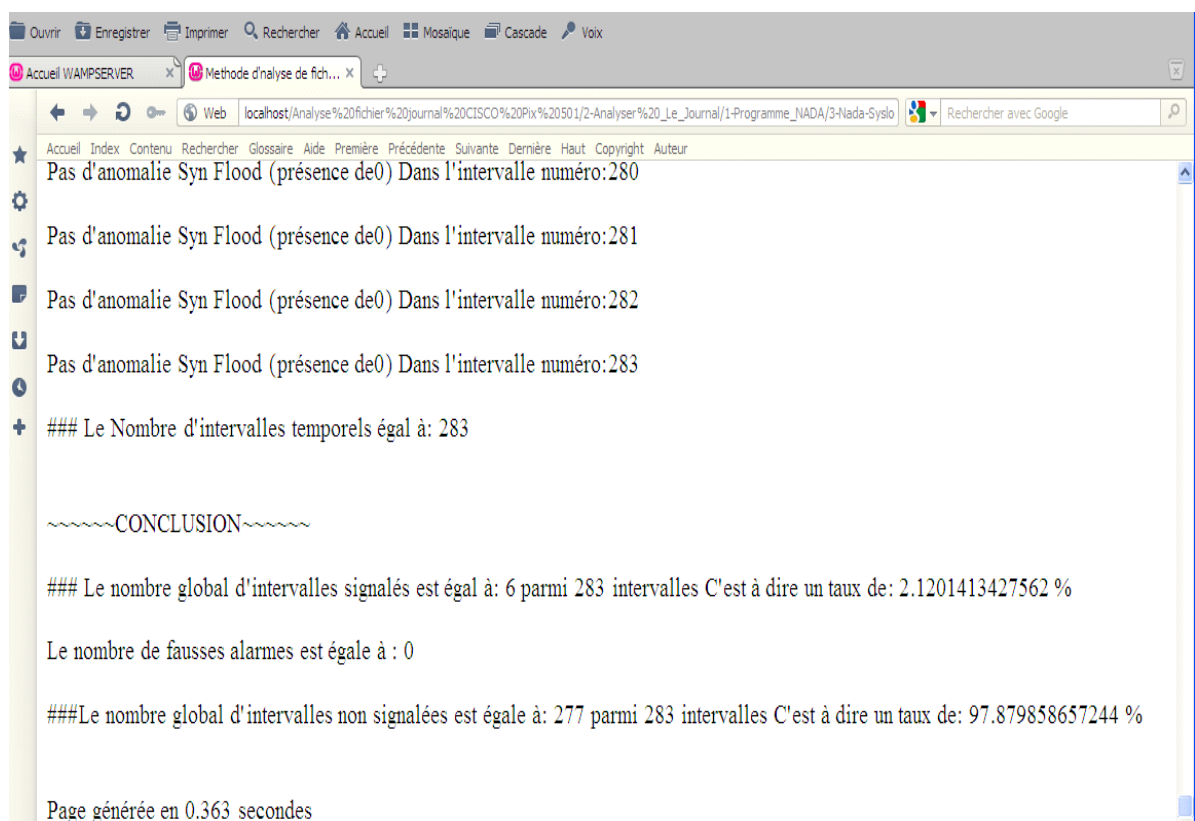 Ouvrir Enregistrer Imprimer Rechercher Accueil Mosaïque Cascade Voix
Accueil WAMPSERVER Methode d'nalyse de fich...
Web localhost/Analyse%20fichier%20journal%20CISCO%20Pix%20501/2-Analyser%20_Le_Journal/1-Programme_NADA/3-Nada-Syslo Rechercher avec Google
Accueil Index Contenu Rechercher Glossaire Aide Première Précédente Suivante Dernière Haut Copyright Auteur
Pas d'anomalie Syn Flood (présence de0) Dans l'intervalle numéro:280
Pas d'anomalie Syn Flood (présence de0) Dans l'intervalle numéro:281
Pas d'anomalie Syn Flood (présence de0) Dans l'intervalle numéro:282
Pas d'anomalie Syn Flood (présence de0) Dans l'intervalle numéro:283
### Le Nombre d'intervalles temporels égal à: 283
~~~~~~CONCLUSION~~~~~~
### Le nombre global d'intervalles signalés est égal à: 6 parmi 283 intervalles C'est à dire un taux de: 2.1201413427562 %
Le nombre de fausses alarmes est égale à : 0
###Le nombre global d'intervalles non signalées est égale à: 277 parmi 283 intervalles C'est à dire un taux de: 97.879858657244 %
Page générée en 0.363 secondes